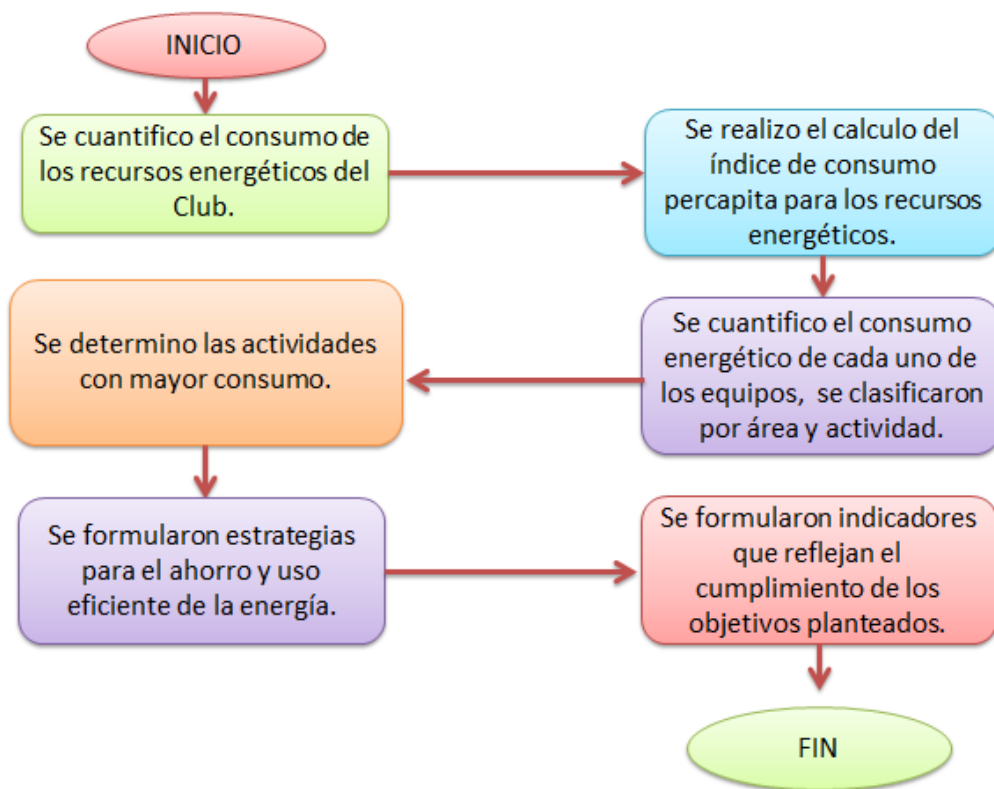 INICIO
Se cuantifico el consumo de
los recursos energéticos del
Club.
Se realizo el calculo del
índice de consumo
percapita para los recursos
energéticos.
Se cuantifico el consumo
energético de cada uno de
los equipos, se clasificaron
por área y actividad.
Se determino las actividades
con mayor consumo.
Se formularon estrategias
para el ahorro y uso
eficiente de la energía.
Se formularon indicadores
que reflejan el
cumplimiento de los
objetivos planteados.
FIN